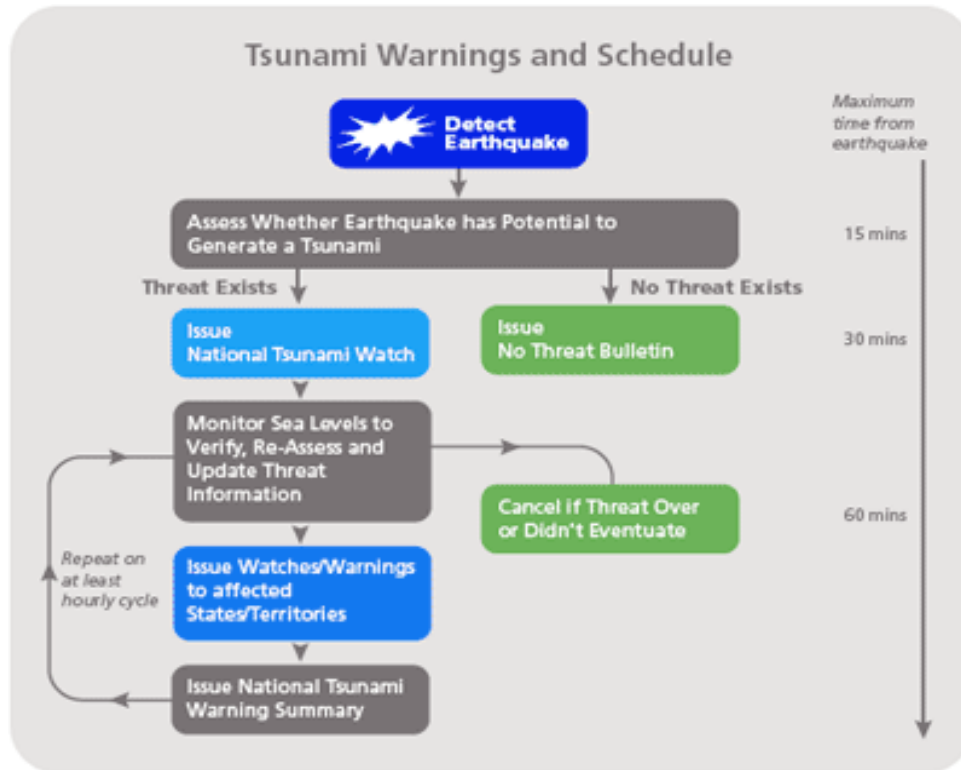 Tsunami Warnings and Schedule
Maximum
time from
earthquake
Detect
Earthquake
Assess Whether Earthquake has Potential to
Generate a Tsunami
15 mins
Threat Exists
No Threat Exists
Issue
National Tsunami Watch
Issue
No Threat Bulletin
30 mins
Monitor Sea Levels to
Verify, Re-Assess and
Update Threat
Information
Cancel if Threat Over
or Didn't Eventuate
60 mins
Repeat on
at least
hourly cycle
Issue Watches/Warnings
to affected
States/Territories
Issue National Tsunami
Warning Summary